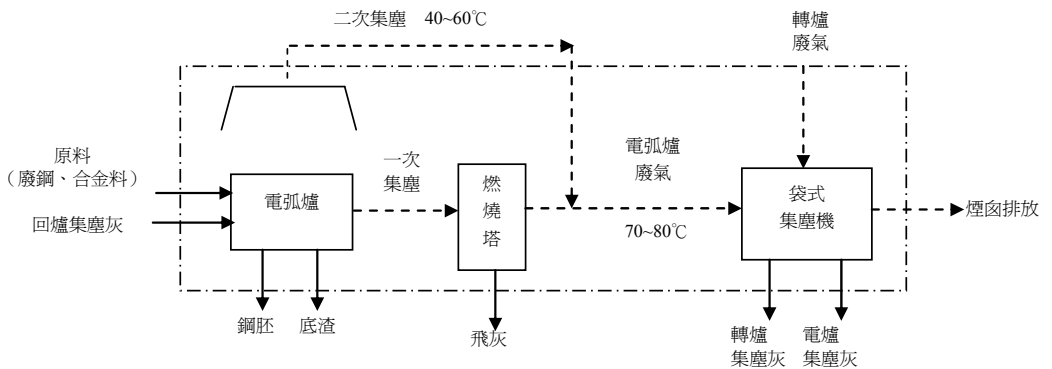 二次集塵 40~60℃
轉爐
廢氣
原料
（廢鋼、合金料）
回爐集塵灰
電弧爐
一次
集塵
燃
燒
塔
電弧爐
廢氣
70~80℃
袋式
集塵機
煙囪排放
鋼胚
底渣
飛灰
轉爐
集塵灰
電爐
集塵灰